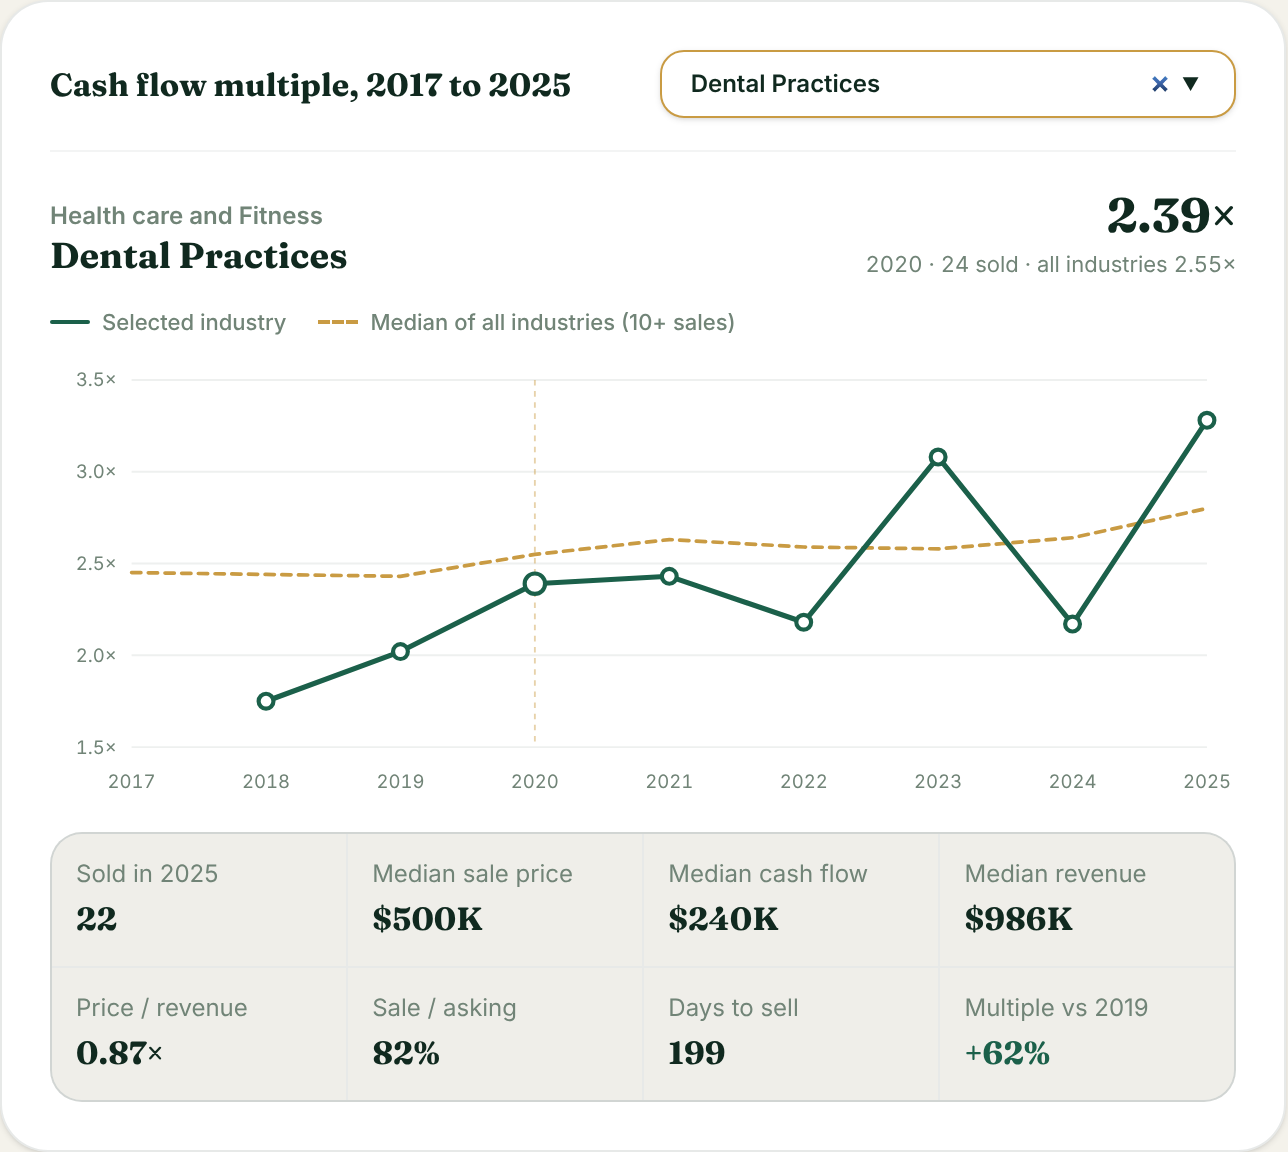 Cash flow multiple, 2017 to 2025
Dental Practices × ▼
Health care and Fitness
Dental Practices
2.39×
2020 · 24 sold · all industries 2.55×
Selected industry
Median of all industries (10+ sales)
3.5×
3.0×
2.5×
2.0×
1.5×
2017 2018 2019 2020 2021 2022 2023 2024 2025
Sold in 2025
22
Median sale price
$500K
Median cash flow
$240K
Median revenue
$986K
Price / revenue
0.87×
Sale / asking
82%
Days to sell
199
Multiple vs 2019
+62%